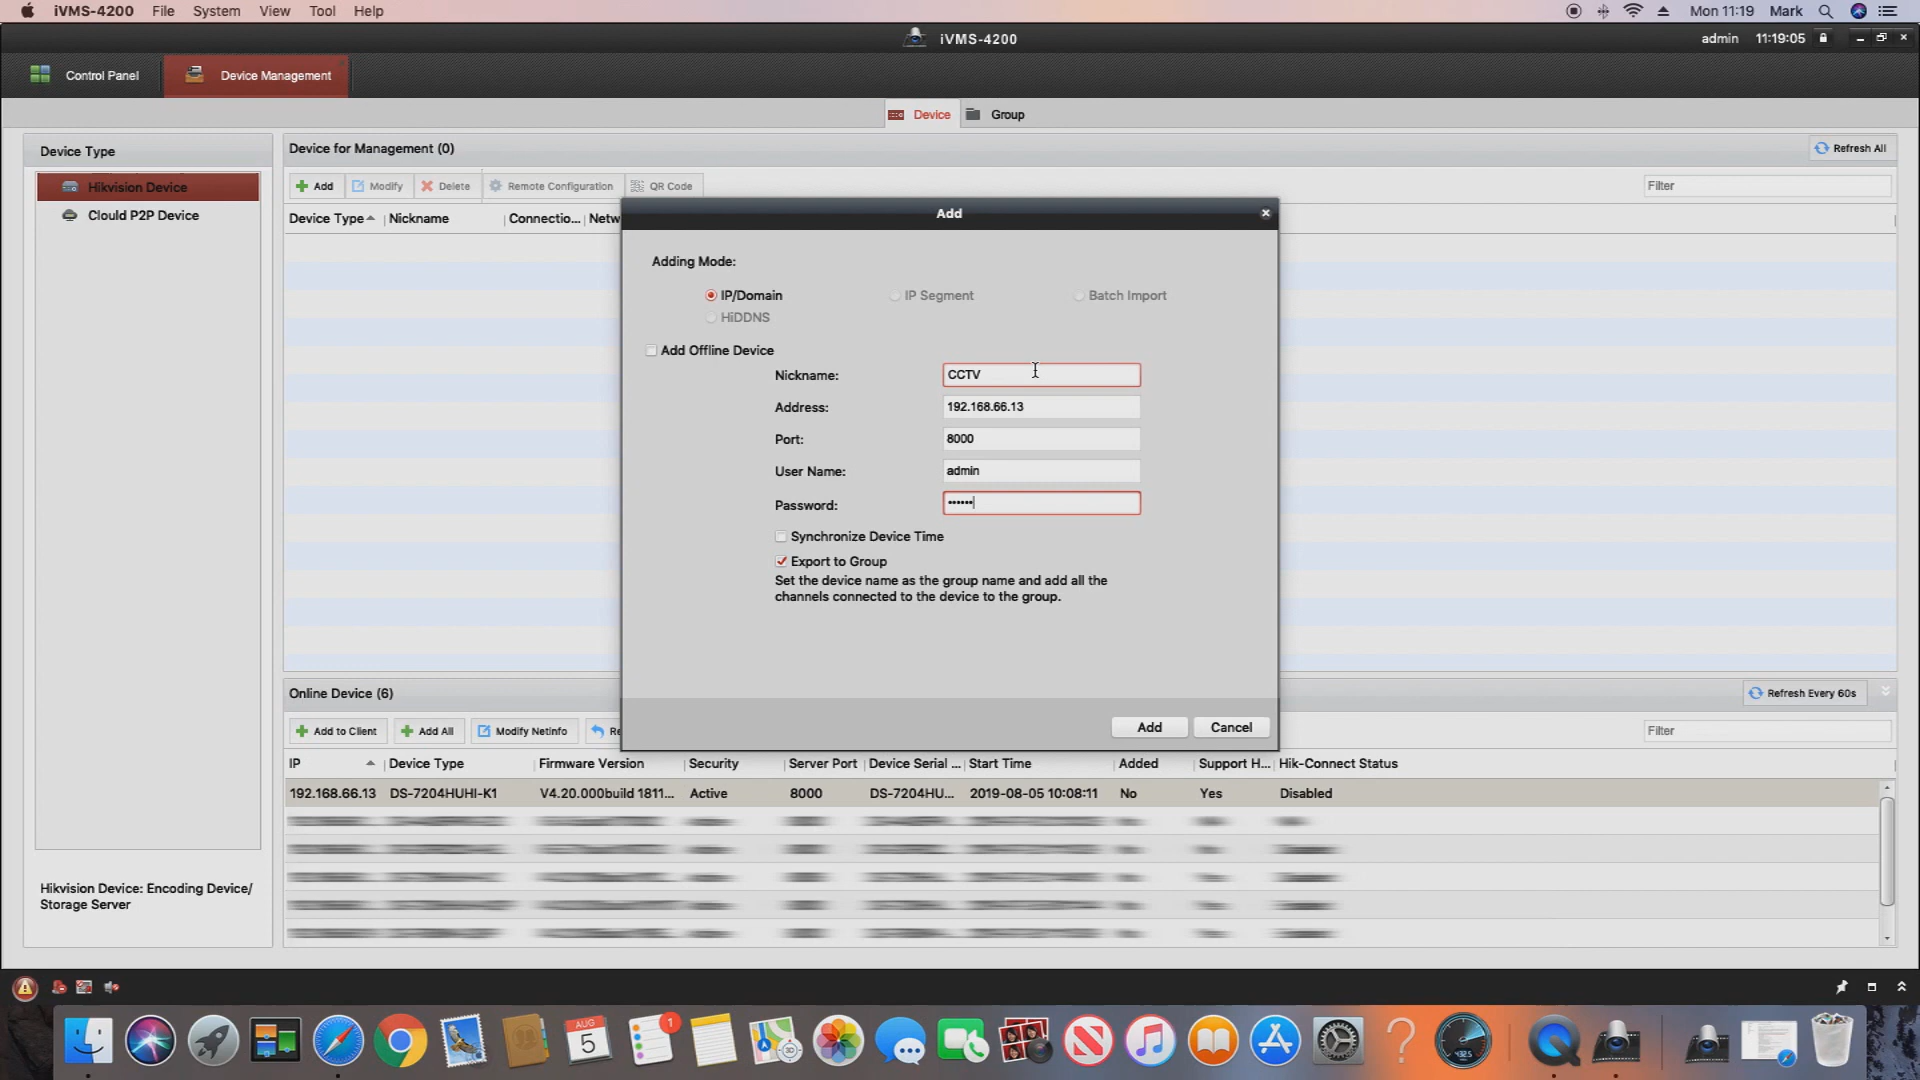 iVMS-4200 File System View Tool Help Mon 11:19 Mark
iVMS-4200 admin 11:19:05
Control Panel Device Management
Device Group
Device Type
Hikvision Device
Clould P2P Device
Hikvision Device: Encoding Device/
Storage Server
Device for Management (0) Refresh All
Add Modify Delete Remote Configuration QR Code Filter
Device Type Nickname Connectio... Netw
Add
Adding Mode:
IP/Domain IP Segment Batch Import
HiDDNS
Add Offline Device
Nickname: CCTV
Address: 192.168.66.13
Port: 8000
User Name: admin
Password: ••••••
Synchronize Device Time
Export to Group
Set the device name as the group name and add all the
channels connected to the device to the group.
Add Cancel
Online Device (6) Refresh Every 60s
Add to Client Add All Modify Netinfo Re Filter
IP Device Type Firmware Version Security Server Port Device Serial ... Start Time Added Support H... Hik-Connect Status
192.168.66.13 DS-7204HUHI-K1 V4.20.000build 1811... Active 8000 DS-7204HU... 2019-08-05 10:08:11 No Yes Disabled
AUG
5
1
3D
?
432.5